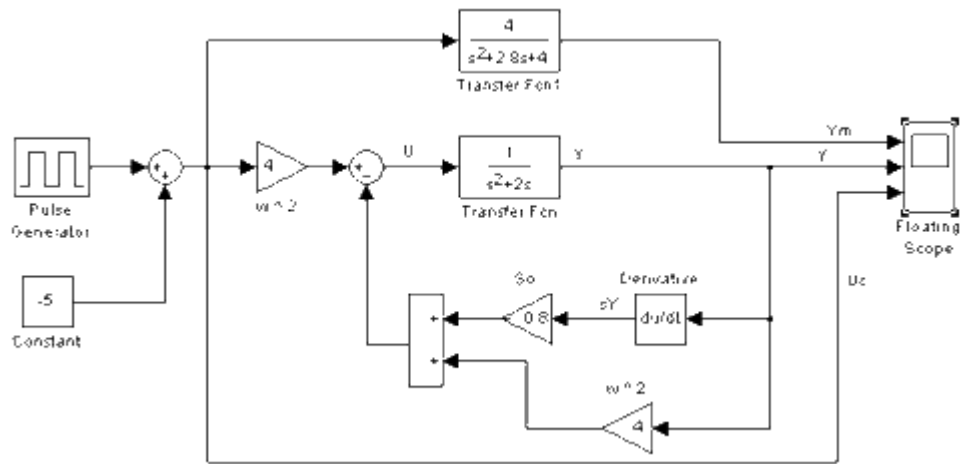 4
s²+2.8s+4
Transfer Fcn1
Ym
Y
U
Y
4
w^2
1
s²+2s
Transfer Fcn
Pulse
Generator
Floating
Scope
Uc
-5
Constant
So
0.8
sY
Derivative
du/dt
w^2
4